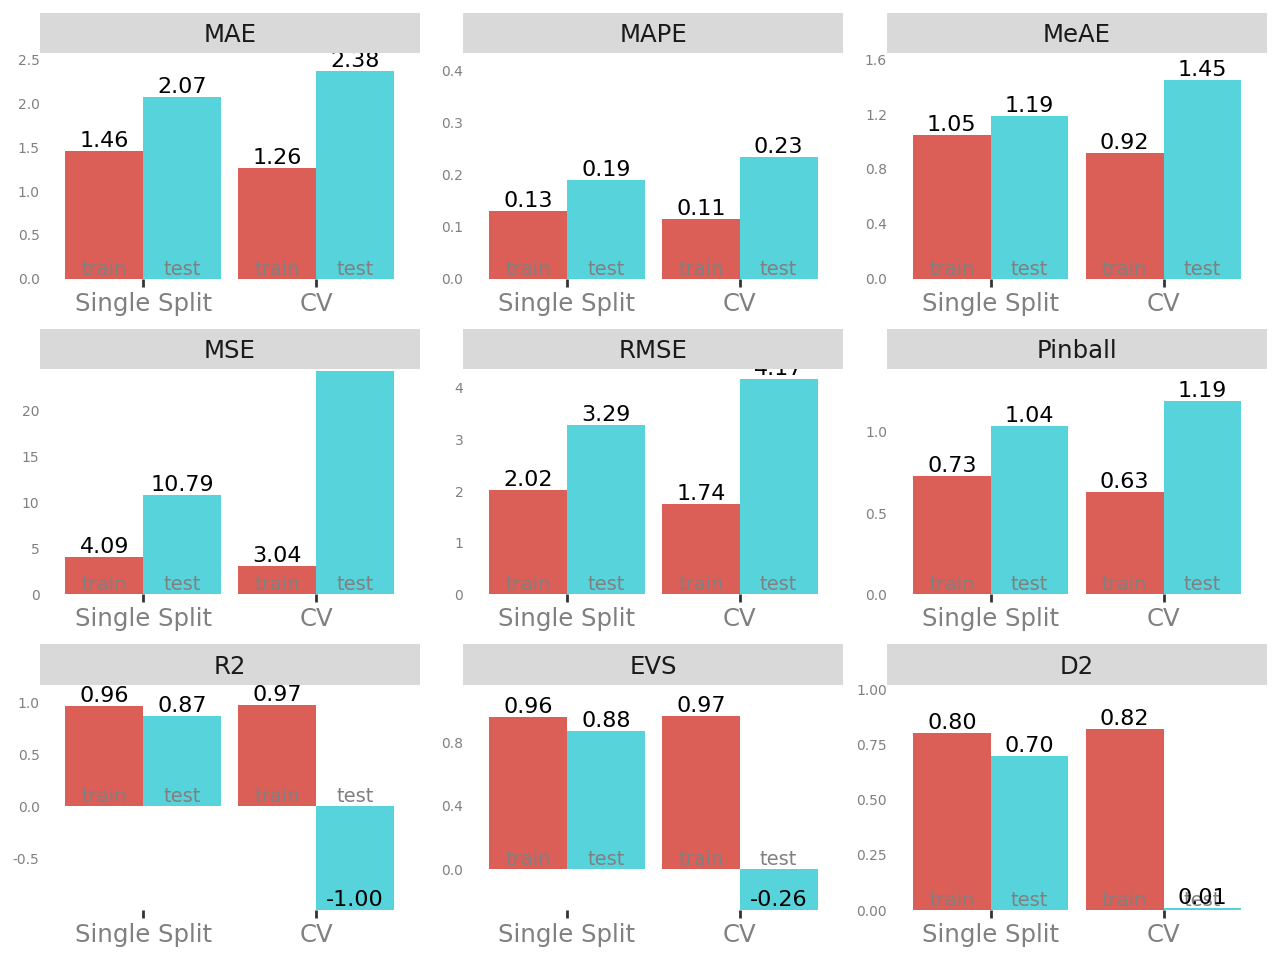 MAE
2.5
2.0
1.5
1.0
0.5
0.0
1.46
2.07
1.26
2.38
train
test
train
test
Single Split
CV
MAPE
0.4
0.3
0.2
0.1
0.0
0.13
0.19
0.11
0.23
train
test
train
test
Single Split
CV
MeAE
1.6
1.2
0.8
0.4
0.0
1.05
1.19
0.92
1.45
train
test
train
test
Single Split
CV
MSE
20
15
10
5
0
4.09
10.79
3.04
train
test
train
test
Single Split
CV
RMSE
4
3
2
1
0
2.02
3.29
1.74
4.17
train
test
train
test
Single Split
CV
Pinball
1.0
0.5
0.0
0.73
1.04
0.63
1.19
train
test
train
test
Single Split
CV
R2
1.0
0.5
0.0
-0.5
0.96
0.87
0.97
-1.00
train
test
train
test
Single Split
CV
EVS
0.8
0.4
0.0
0.96
0.88
0.97
-0.26
train
test
train
test
Single Split
CV
D2
1.00
0.75
0.50
0.25
0.00
0.80
0.70
0.82
0.01
train
test
train
test
Single Split
CV